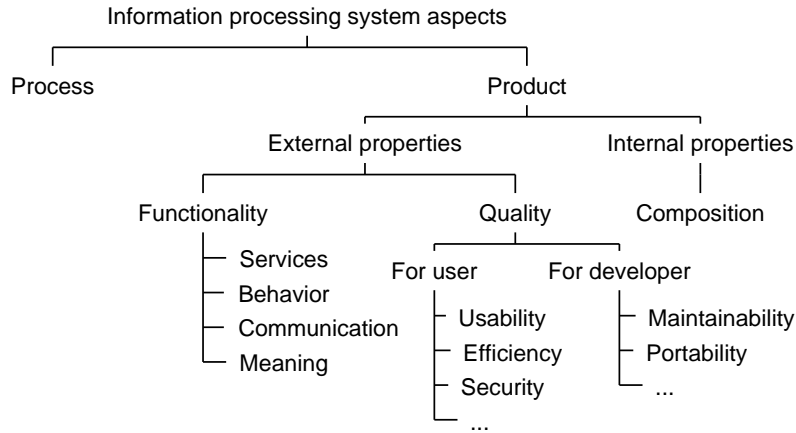 Information processing system aspects
Process
Product
External properties
Internal properties
Functionality
Quality
Composition
Services
Behavior
Communication
Meaning
For user
For developer
Usability
Efficiency
Security
...
Maintainability
Portability
...